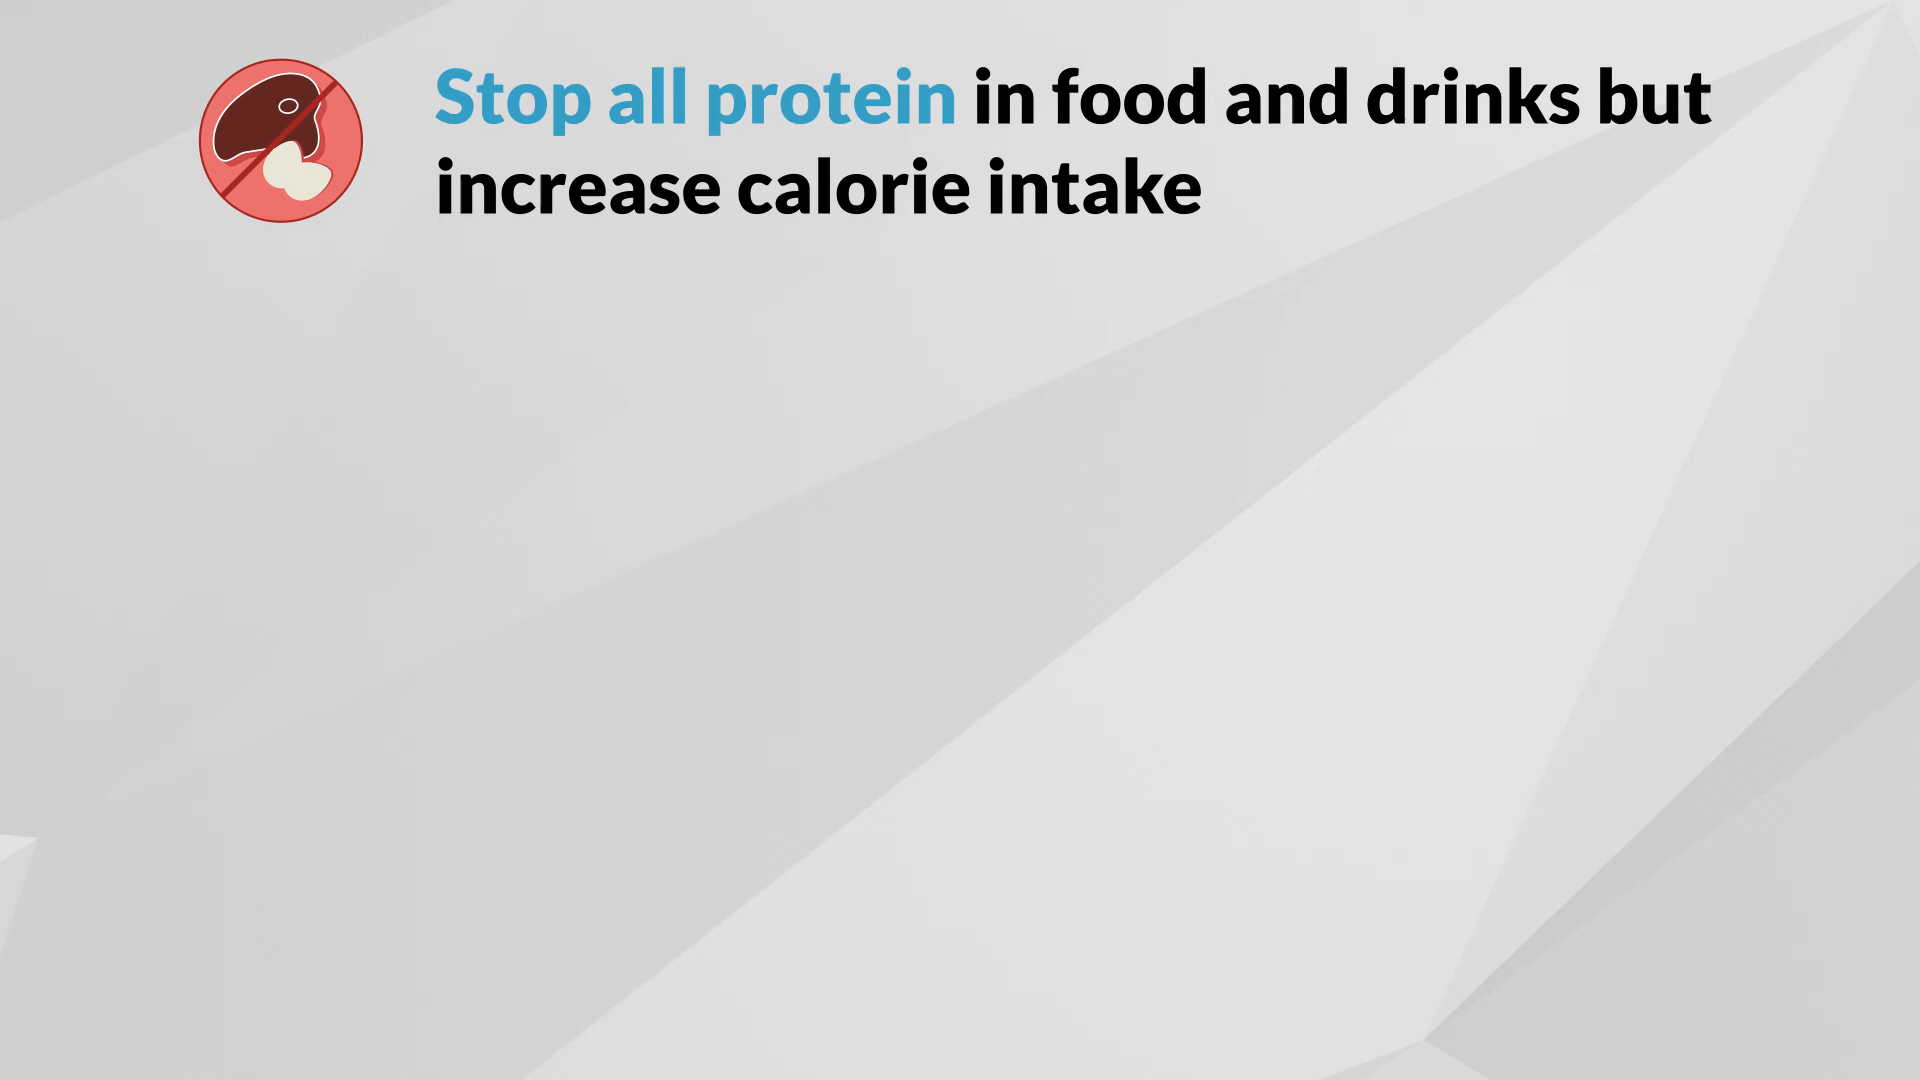 Stop all protein in food and drinks but
increase calorie intake